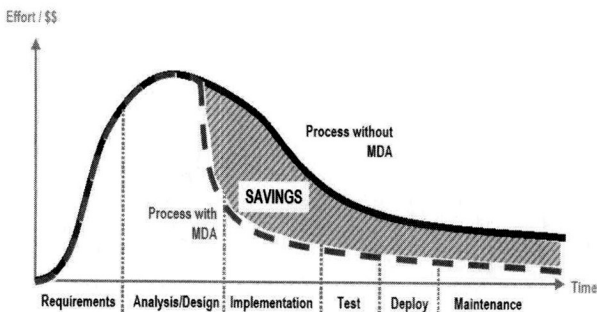 Effort / $$
Process without
MDA
SAVINGS
Process with
MDA
Time
Requirements Analysis/Design Implementation Test Deploy Maintenance